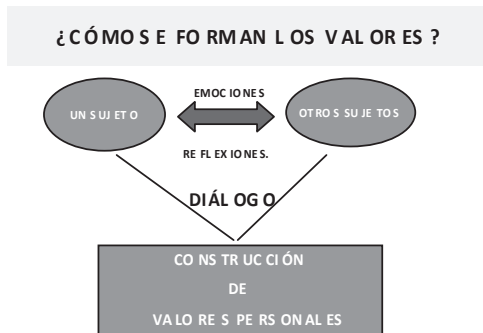 ¿CÓMO SE FORMAN LOS VALORES?
EMOCIONES
UN SUJETO
OTROS SUJETOS
REFLEXIONES.
DIÁLOGO
CONSTRUCCIÓN
DE
VALORES PERSONALES